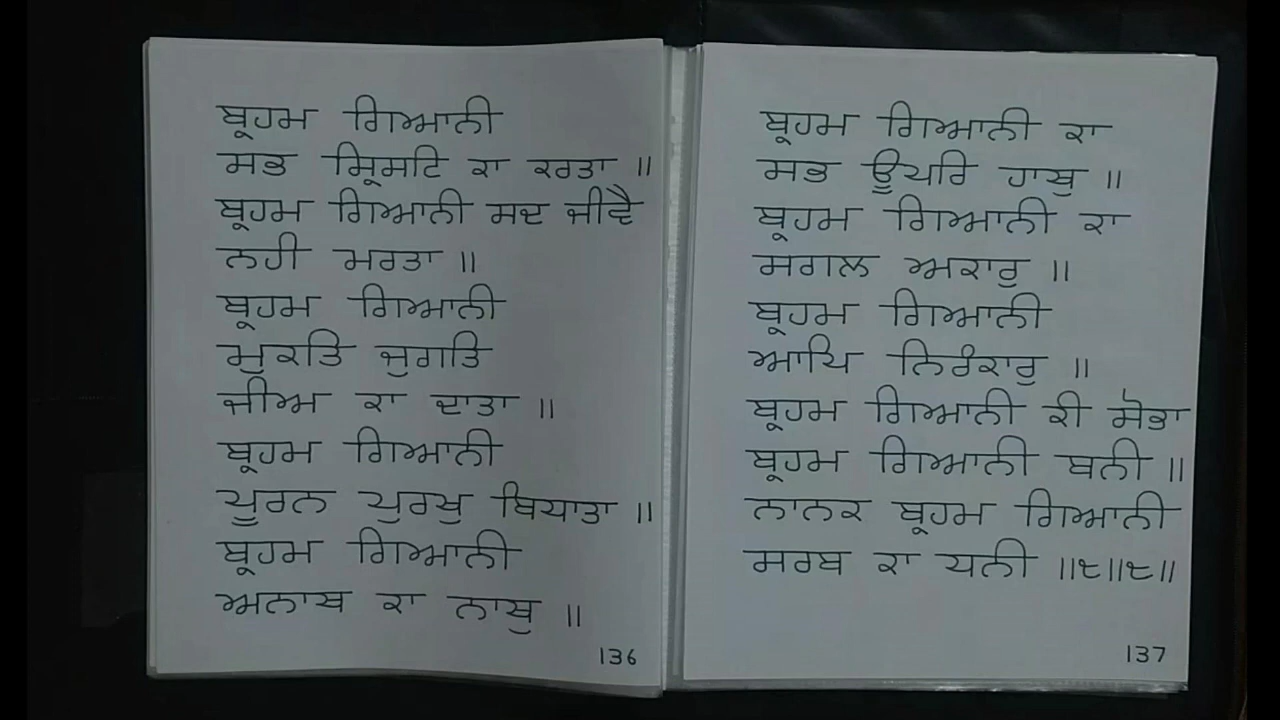 ਬ੍ਰਹਮ ਗਿਆਨੀ
ਸਭ ਸ੍ਰਿਸਟਿ ਕਾ ਕਰਤਾ ॥
ਬ੍ਰਹਮ ਗਿਆਨੀ ਸਦ ਜੀਵੈ
ਨਹੀ ਮਰਤਾ ॥
ਬ੍ਰਹਮ ਗਿਆਨੀ
ਮੁਕਤਿ ਜੁਗਤਿ
ਜੀਅ ਕਾ ਦਾਤਾ ॥
ਬ੍ਰਹਮ ਗਿਆਨੀ
ਪੂਰਨ ਪੁਰਖੁ ਬਿਧਾਤਾ ॥
ਬ੍ਰਹਮ ਗਿਆਨੀ
ਅਨਾਥ ਕਾ ਨਾਥੁ ॥
136
ਬ੍ਰਹਮ ਗਿਆਨੀ ਕਾ
ਸਭ ਊਪਰਿ ਹਾਥੁ ॥
ਬ੍ਰਹਮ ਗਿਆਨੀ ਕਾ
ਸਗਲ ਅਕਾਰੁ ॥
ਬ੍ਰਹਮ ਗਿਆਨੀ
ਆਪਿ ਨਿਰੰਕਾਰੁ ॥
ਬ੍ਰਹਮ ਗਿਆਨੀ ਕੀ ਸੋਭਾ
ਬ੍ਰਹਮ ਗਿਆਨੀ ਬਨੀ ॥
ਨਾਨਕ ਬ੍ਰਹਮ ਗਿਆਨੀ
ਸਰਬ ਕਾ ਧਨੀ ॥੮॥੮॥
137